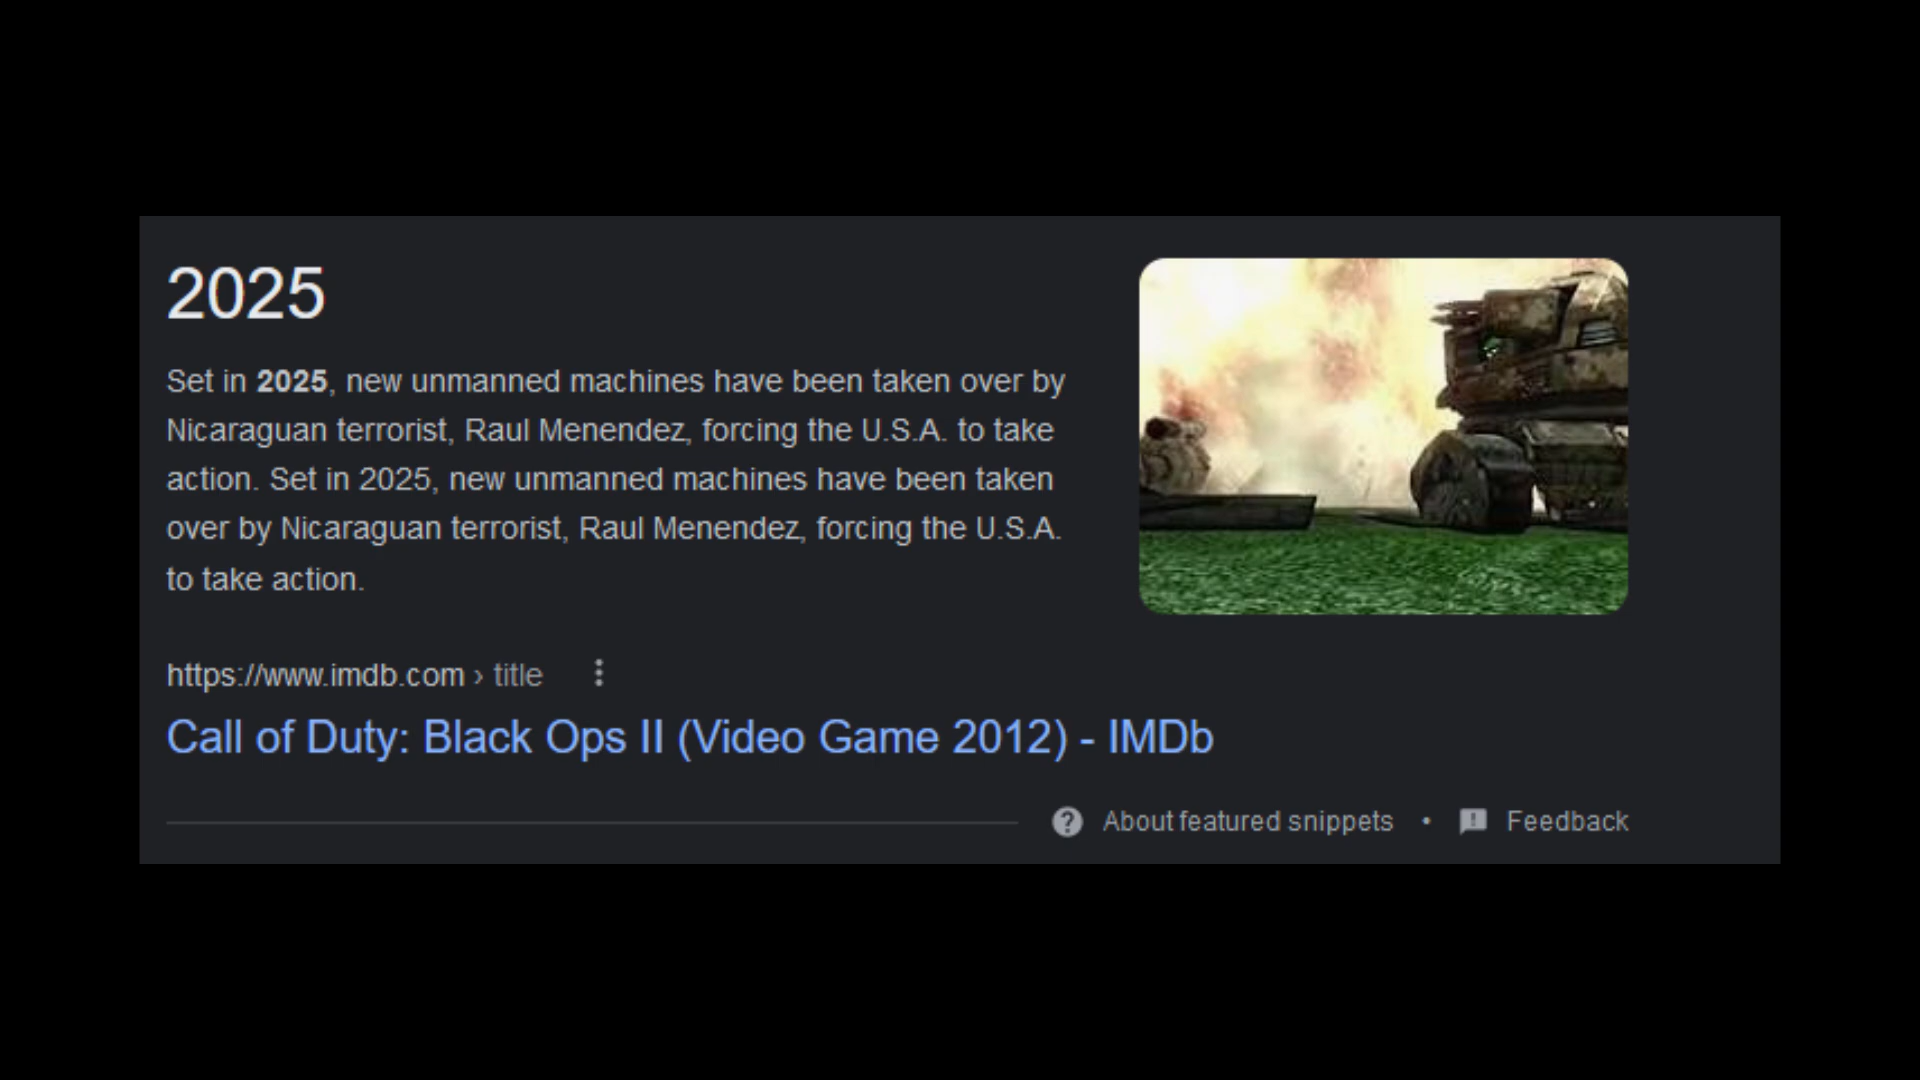 2025
Set in 2025, new unmanned machines have been taken over by
Nicaraguan terrorist, Raul Menendez, forcing the U.S.A. to take
action. Set in 2025, new unmanned machines have been taken
over by Nicaraguan terrorist, Raul Menendez, forcing the U.S.A.
to take action.
https://www.imdb.com › title
Call of Duty: Black Ops II (Video Game 2012) - IMDb
About featured snippets • Feedback